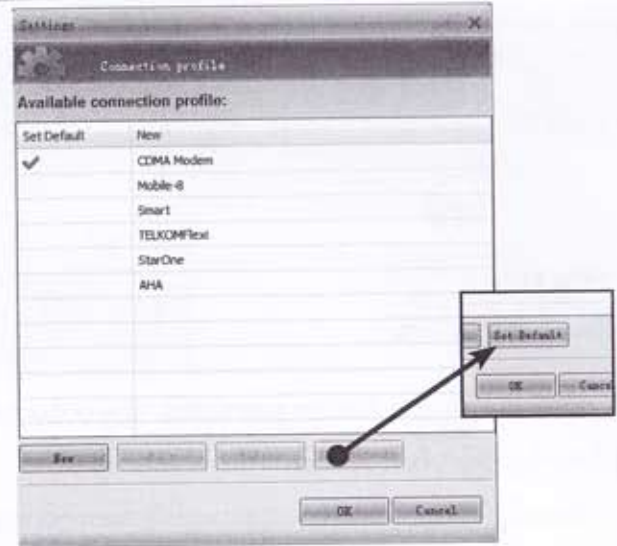 Settings
Connection profile
Available connection profile:
Set Default New
CDMA Modem
Mobile-8
Smart
TELKOMFlexi
StarOne
AHA
Set Default
OK Cance
New
OK Cancel